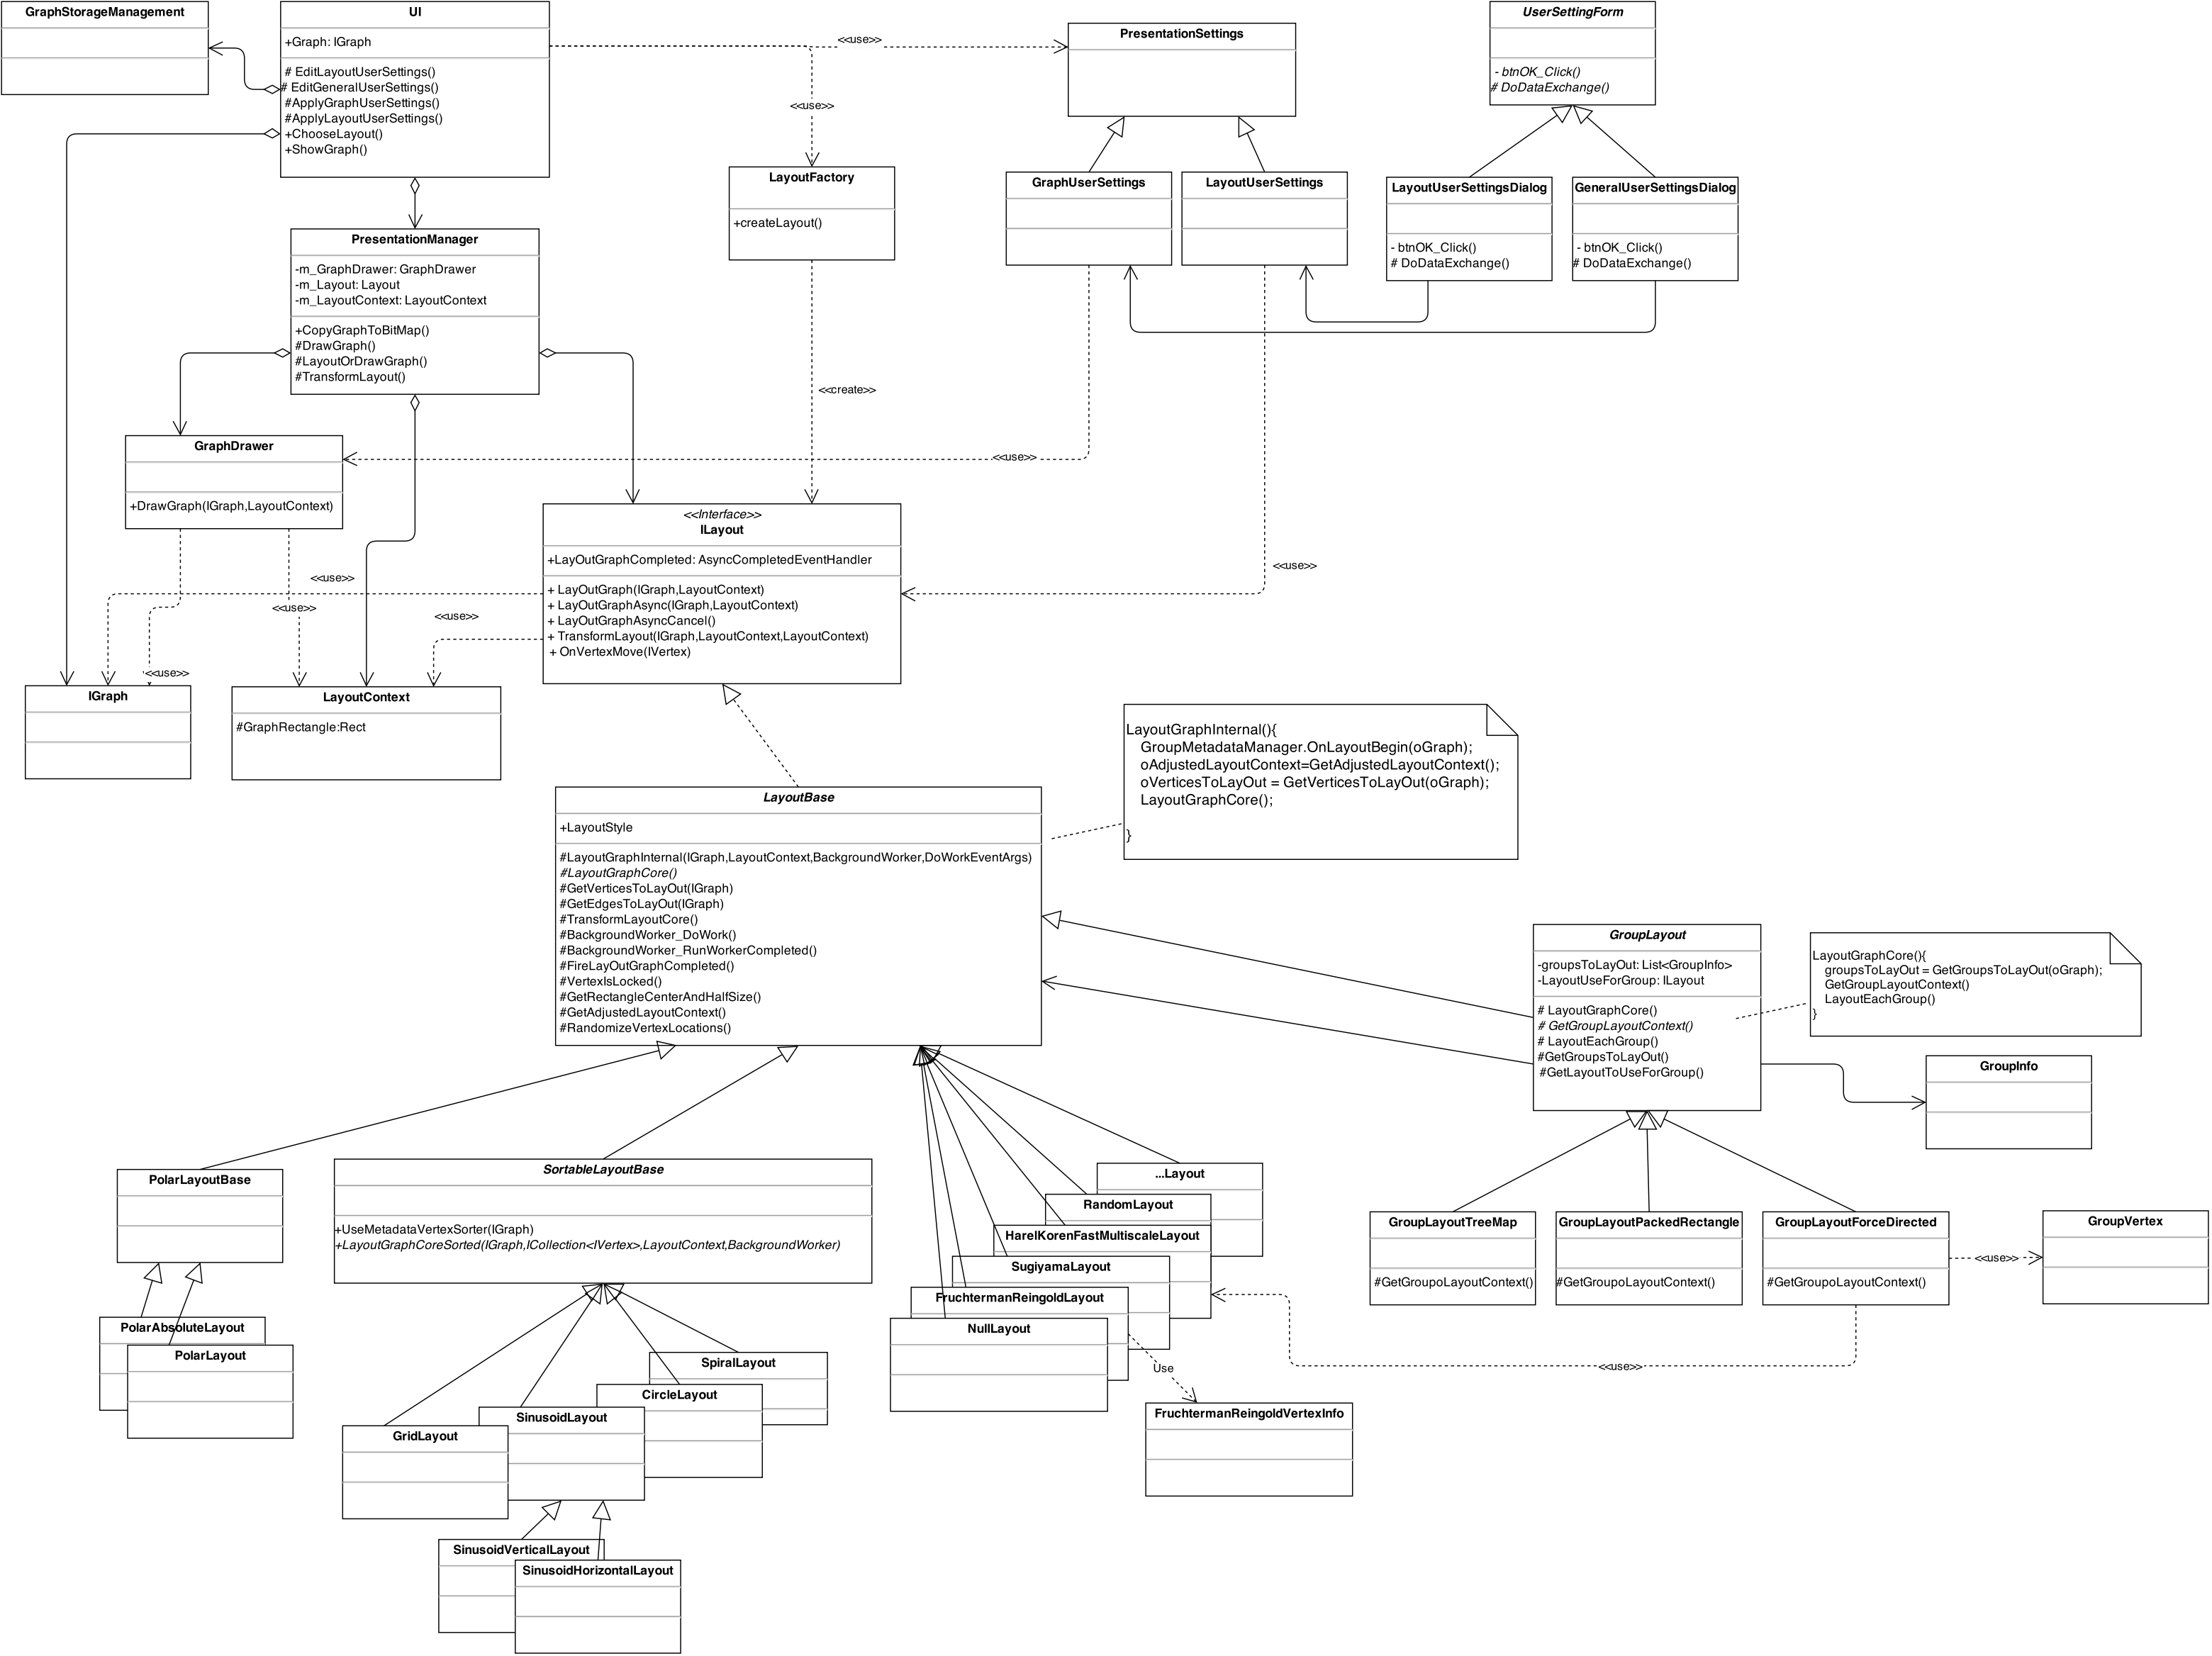 GraphStorageManagement
UI
+Graph: IGraph
# EditLayoutUserSettings()
# EditGeneralUserSettings()
#ApplyGraphUserSettings()
#ApplyLayoutUserSettings()
+ChooseLayout()
+ShowGraph()
<<use>>
<<use>>
PresentationSettings
UserSettingForm
- btnOK_Click()
# DoDataExchange()
LayoutFactory
+createLayout()
GraphUserSettings
LayoutUserSettings
LayoutUserSettingsDialog
- btnOK_Click()
# DoDataExchange()
GeneralUserSettingsDialog
- btnOK_Click()
# DoDataExchange()
PresentationManager
-m_GraphDrawer: GraphDrawer
-m_Layout: Layout
-m_LayoutContext: LayoutContext
+CopyGraphToBitMap()
#DrawGraph()
#LayoutOrDrawGraph()
#TransformLayout()
<<create>>
GraphDrawer
+DrawGraph(IGraph,LayoutContext)
<<use>>
<<Interface>>
ILayout
+LayOutGraphCompleted: AsyncCompletedEventHandler
+ LayOutGraph(IGraph,LayoutContext)
+ LayOutGraphAsync(IGraph,LayoutContext)
+ LayOutGraphAsyncCancel()
+ TransformLayout(IGraph,LayoutContext,LayoutContext)
+ OnVertexMove(IVertex)
<<use>>
<<use>>
<<use>>
<<use>>
<<use>>
IGraph
LayoutContext
#GraphRectangle:Rect
LayoutGraphInternal(){
GroupMetadataManager.OnLayoutBegin(oGraph);
oAdjustedLayoutContext=GetAdjustedLayoutContext();
oVerticesToLayOut = GetVerticesToLayOut(oGraph);
LayoutGraphCore();
}
LayoutBase
+LayoutStyle
#LayoutGraphInternal(IGraph,LayoutContext,BackgroundWorker,DoWorkEventArgs)
#LayoutGraphCore()
#GetVerticesToLayOut(IGraph)
#GetEdgesToLayOut(IGraph)
#TransformLayoutCore()
#BackgroundWorker_DoWork()
#BackgroundWorker_RunWorkerCompleted()
#FireLayOutGraphCompleted()
#VertexIsLocked()
#GetRectangleCenterAndHalfSize()
#GetAdjustedLayoutContext()
#RandomizeVertexLocations()
GroupLayout
-groupsToLayOut: List<GroupInfo>
-LayoutUseForGroup: ILayout
# LayoutGraphCore()
# GetGroupLayoutContext()
# LayoutEachGroup()
#GetGroupsToLayOut()
#GetLayoutToUseForGroup()
LayoutGraphCore(){
groupsToLayOut = GetGroupsToLayOut(oGraph);
GetGroupLayoutContext()
LayoutEachGroup()
}
GroupInfo
PolarLayoutBase
SortableLayoutBase
+UseMetadataVertexSorter(IGraph)
+LayoutGraphCoreSorted(IGraph,ICollection<IVertex>,LayoutContext,BackgroundWorker)
...Layout
RandomLayout
HarelKorenFastMultiscaleLayout
SugiyamaLayout
FruchtermanReingoldLayout
NullLayout
GroupLayoutTreeMap
#GetGroupoLayoutContext()
GroupLayoutPackedRectangle
#GetGroupoLayoutContext()
GroupLayoutForceDirected
#GetGroupoLayoutContext()
<<use>>
GroupVertex
<<use>>
PolarAbsoluteLayout
PolarLayout
SpiralLayout
CircleLayout
SinusoidLayout
GridLayout
Use
FruchtermanReingoldVertexInfo
SinusoidVerticalLayout
SinusoidHorizontalLayout